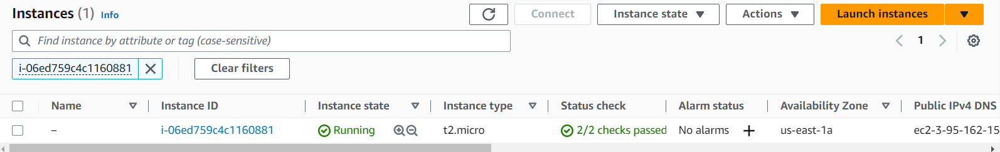 Instances (1) Info
Connect
Instance state
Actions
Launch instances
Find instance by attribute or tag (case-sensitive)
1
i-06ed759c4c1160881
Clear filters
Name Instance ID Instance state Instance type Status check Alarm status Availability Zone Public IPv4 DNS
– i-06ed759c4c1160881 Running t2.micro 2/2 checks passed No alarms + us-east-1a ec2-3-95-162-15